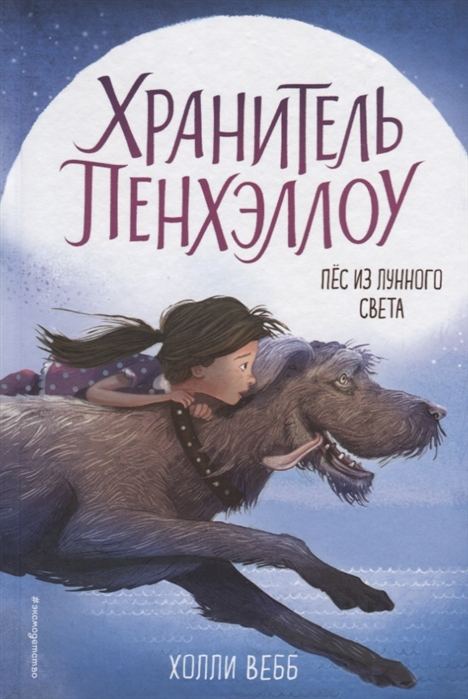 ХРАНИТЕЛЬ
ПЕНХЭЛЛОУ
ПЁС ИЗ ЛУННОГО
СВЕТА
#эксмодетство
ХОЛЛИ ВЕББ